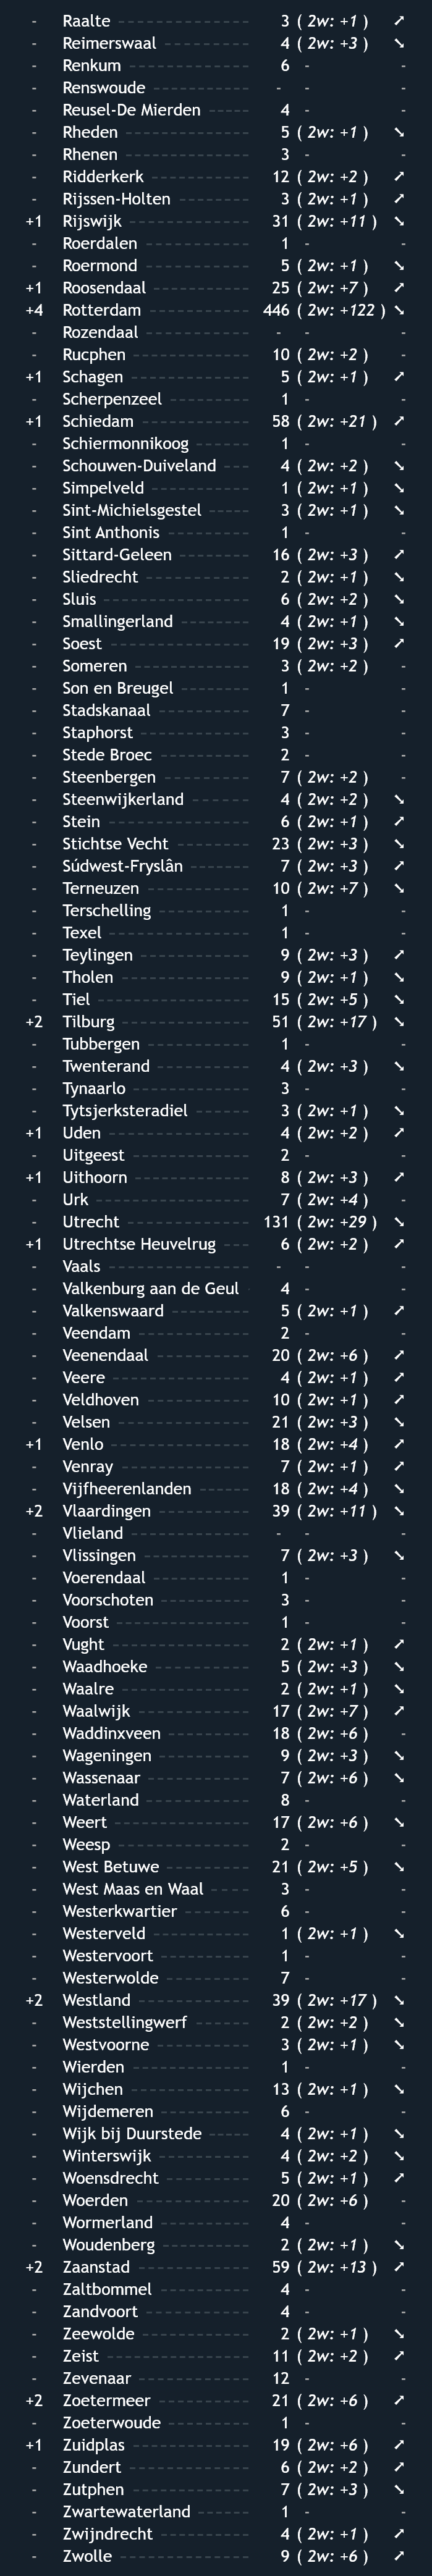 - Raalte 3 ( 2w: +1 ) ➚
- Reimerswaal 4 ( 2w: +3 ) ➘
- Renkum 6 - -
- Renswoude - - -
- Reusel-De Mierden 4 - -
- Rheden 5 ( 2w: +1 ) ➘
- Rhenen 3 - -
- Ridderkerk 12 ( 2w: +2 ) ➚
- Rijssen-Holten 3 ( 2w: +1 ) ➚
+1 Rijswijk 31 ( 2w: +11 ) ➘
- Roerdalen 1 - -
- Roermond 5 ( 2w: +1 ) ➘
+1 Roosendaal 25 ( 2w: +7 ) ➚
+4 Rotterdam 446 ( 2w: +122 ) ➘
- Rozendaal - - -
- Rucphen 10 ( 2w: +2 ) -
+1 Schagen 5 ( 2w: +1 ) ➚
- Scherpenzeel 1 - -
+1 Schiedam 58 ( 2w: +21 ) ➚
- Schiermonnikoog 1 - -
- Schouwen-Duiveland 4 ( 2w: +2 ) ➘
- Simpelveld 1 ( 2w: +1 ) ➘
- Sint-Michielsgestel 3 ( 2w: +1 ) ➘
- Sint Anthonis 1 - -
- Sittard-Geleen 16 ( 2w: +3 ) ➚
- Sliedrecht 2 ( 2w: +1 ) ➘
- Sluis 6 ( 2w: +2 ) ➘
- Smallingerland 4 ( 2w: +1 ) ➘
- Soest 19 ( 2w: +3 ) ➚
- Someren 3 ( 2w: +2 ) -
- Son en Breugel 1 - -
- Stadskanaal 7 - -
- Staphorst 3 - -
- Stede Broec 2 - -
- Steenbergen 7 ( 2w: +2 ) -
- Steenwijkerland 4 ( 2w: +2 ) ➘
- Stein 6 ( 2w: +1 ) ➚
- Stichtse Vecht 23 ( 2w: +3 ) ➘
- Súdwest-Fryslân 7 ( 2w: +3 ) ➚
- Terneuzen 10 ( 2w: +7 ) ➘
- Terschelling 1 - -
- Texel 1 - -
- Teylingen 9 ( 2w: +3 ) ➚
- Tholen 9 ( 2w: +1 ) ➘
- Tiel 15 ( 2w: +5 ) ➘
+2 Tilburg 51 ( 2w: +17 ) ➘
- Tubbergen 1 - -
- Twenterand 4 ( 2w: +3 ) ➘
- Tynaarlo 3 - -
- Tytsjerksteradiel 3 ( 2w: +1 ) ➘
+1 Uden 4 ( 2w: +2 ) ➚
- Uitgeest 2 - -
+1 Uithoorn 8 ( 2w: +3 ) ➚
- Urk 7 ( 2w: +4 ) -
- Utrecht 131 ( 2w: +29 ) ➘
+1 Utrechtse Heuvelrug 6 ( 2w: +2 ) ➚
- Vaals - - -
- Valkenburg aan de Geul 4 - -
- Valkenswaard 5 ( 2w: +1 ) ➚
- Veendam 2 - -
- Veenendaal 20 ( 2w: +6 ) ➚
- Veere 4 ( 2w: +1 ) ➚
- Veldhoven 10 ( 2w: +1 ) ➚
- Velsen 21 ( 2w: +3 ) ➘
+1 Venlo 18 ( 2w: +4 ) ➚
- Venray 7 ( 2w: +1 ) ➚
- Vijfheerenlanden 18 ( 2w: +4 ) ➘
+2 Vlaardingen 39 ( 2w: +11 ) ➘
- Vlieland - - -
- Vlissingen 7 ( 2w: +3 ) ➘
- Voerendaal 1 - -
- Voorschoten 3 - -
- Voorst 1 - -
- Vught 2 ( 2w: +1 ) ➚
- Waadhoeke 5 ( 2w: +3 ) ➘
- Waalre 2 ( 2w: +1 ) ➘
- Waalwijk 17 ( 2w: +7 ) ➚
- Waddinxveen 18 ( 2w: +6 ) -
- Wageningen 9 ( 2w: +3 ) ➘
- Wassenaar 7 ( 2w: +6 ) ➘
- Waterland 8 - -
- Weert 17 ( 2w: +6 ) ➘
- Weesp 2 - -
- West Betuwe 21 ( 2w: +5 ) ➘
- West Maas en Waal 3 - -
- Westerkwartier 6 - -
- Westerveld 1 ( 2w: +1 ) ➘
- Westervoort 1 - -
- Westerwolde 7 - -
+2 Westland 39 ( 2w: +17 ) ➘
- Weststellingwerf 2 ( 2w: +2 ) ➘
- Westvoorne 3 ( 2w: +1 ) ➘
- Wierden 1 - -
- Wijchen 13 ( 2w: +1 ) ➘
- Wijdemeren 6 - -
- Wijk bij Duurstede 4 ( 2w: +1 ) ➘
- Winterswijk 4 ( 2w: +2 ) ➘
- Woensdrecht 5 ( 2w: +1 ) ➚
- Woerden 20 ( 2w: +6 ) -
- Wormerland 4 - -
- Woudenberg 2 ( 2w: +1 ) ➘
+2 Zaanstad 59 ( 2w: +13 ) ➚
- Zaltbommel 4 - -
- Zandvoort 4 - -
- Zeewolde 2 ( 2w: +1 ) ➘
- Zeist 11 ( 2w: +2 ) ➚
- Zevenaar 12 - -
+2 Zoetermeer 21 ( 2w: +6 ) ➚
- Zoeterwoude 1 - -
+1 Zuidplas 19 ( 2w: +6 ) ➚
- Zundert 6 ( 2w: +2 ) ➚
- Zutphen 7 ( 2w: +3 ) ➘
- Zwartewaterland 1 - -
- Zwijndrecht 4 ( 2w: +1 ) ➚
- Zwolle 9 ( 2w: +6 ) ➚